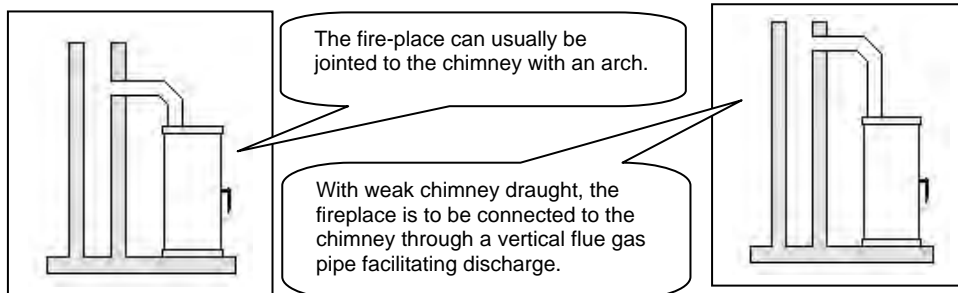 The fire-place can usually be
jointed to the chimney with an arch.
With weak chimney draught, the
fireplace is to be connected to the
chimney through a vertical flue gas
pipe facilitating discharge.